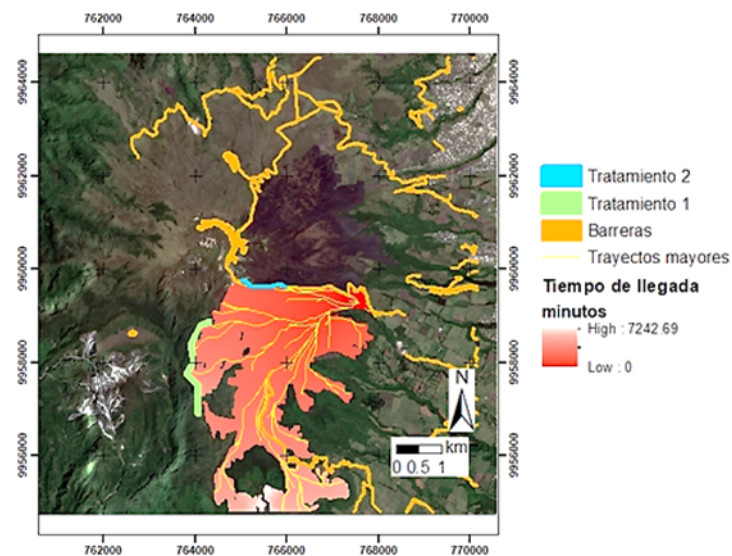 762000 764000 766000 768000 770000
9964000
9962000
9960000
9958000
9956000
9964000
9962000
9960000
9958000
9956000
N
km
0 0.5 1
762000 764000 766000 768000 770000
Tratamiento 2
Tratamiento 1
Barreras
Trayectos mayores
Tiempo de llegada
minutos
High : 7242.69
Low : 0